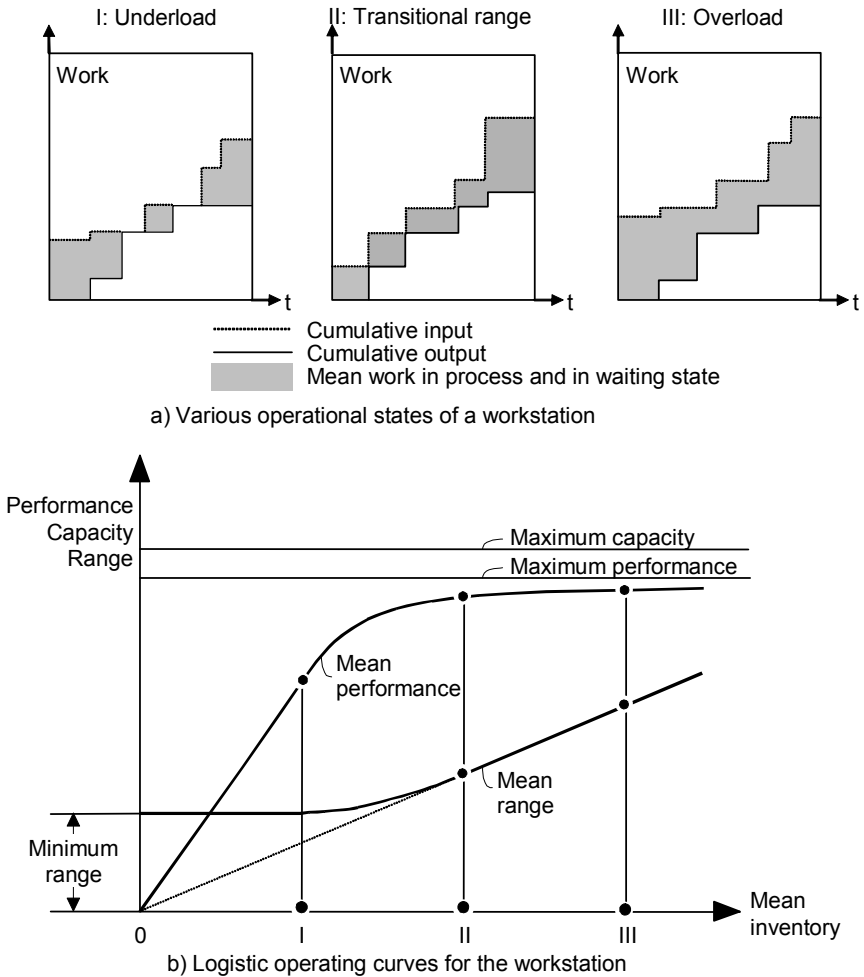 I: Underload
II: Transitional range
III: Overload
Work
Work
Work
t
t
t
Cumulative input
Cumulative output
Mean work in process and in waiting state
a) Various operational states of a workstation
Performance
Capacity
Range
Maximum capacity
Maximum performance
Mean
performance
Mean
range
Minimum
range
Mean
inventory
0
I
II
III
b) Logistic operating curves for the workstation